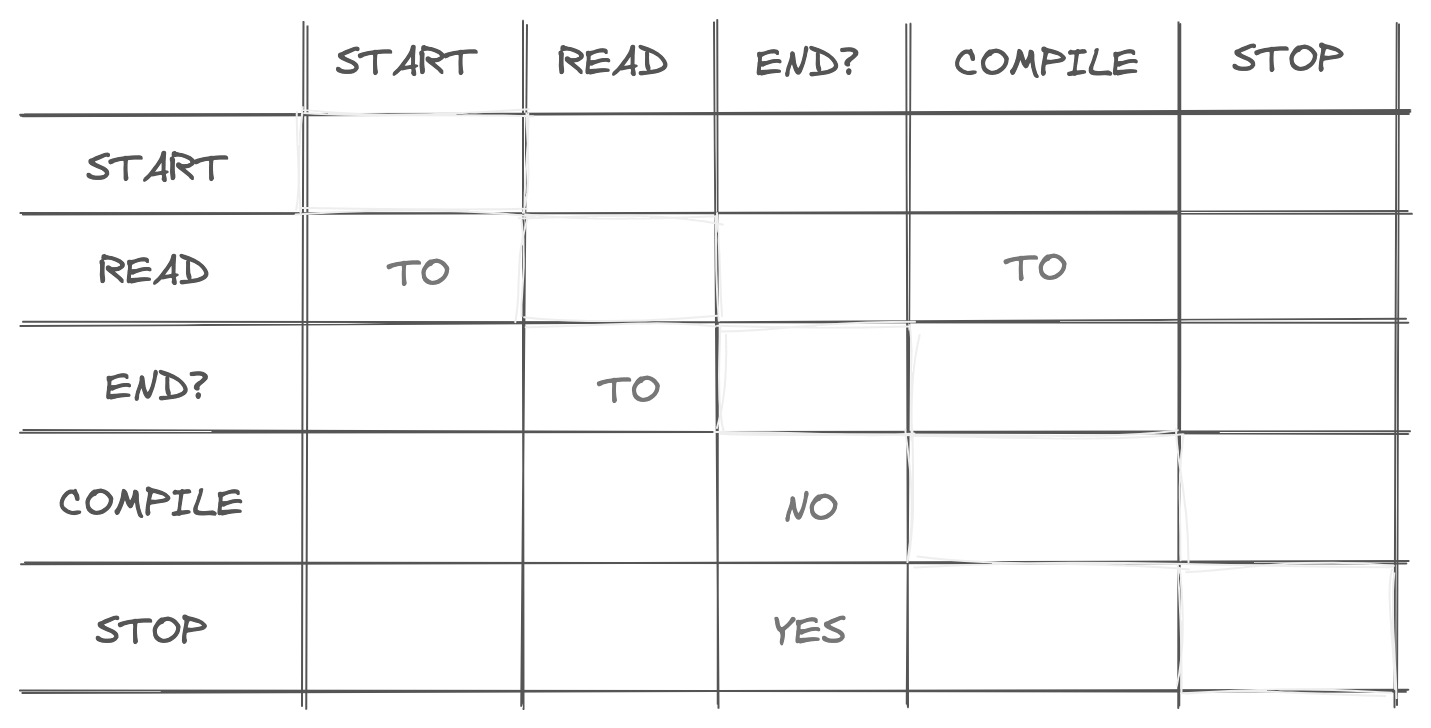 START READ END? COMPILE STOP
START
READ TO TO
END? TO
COMPILE NO
STOP YES